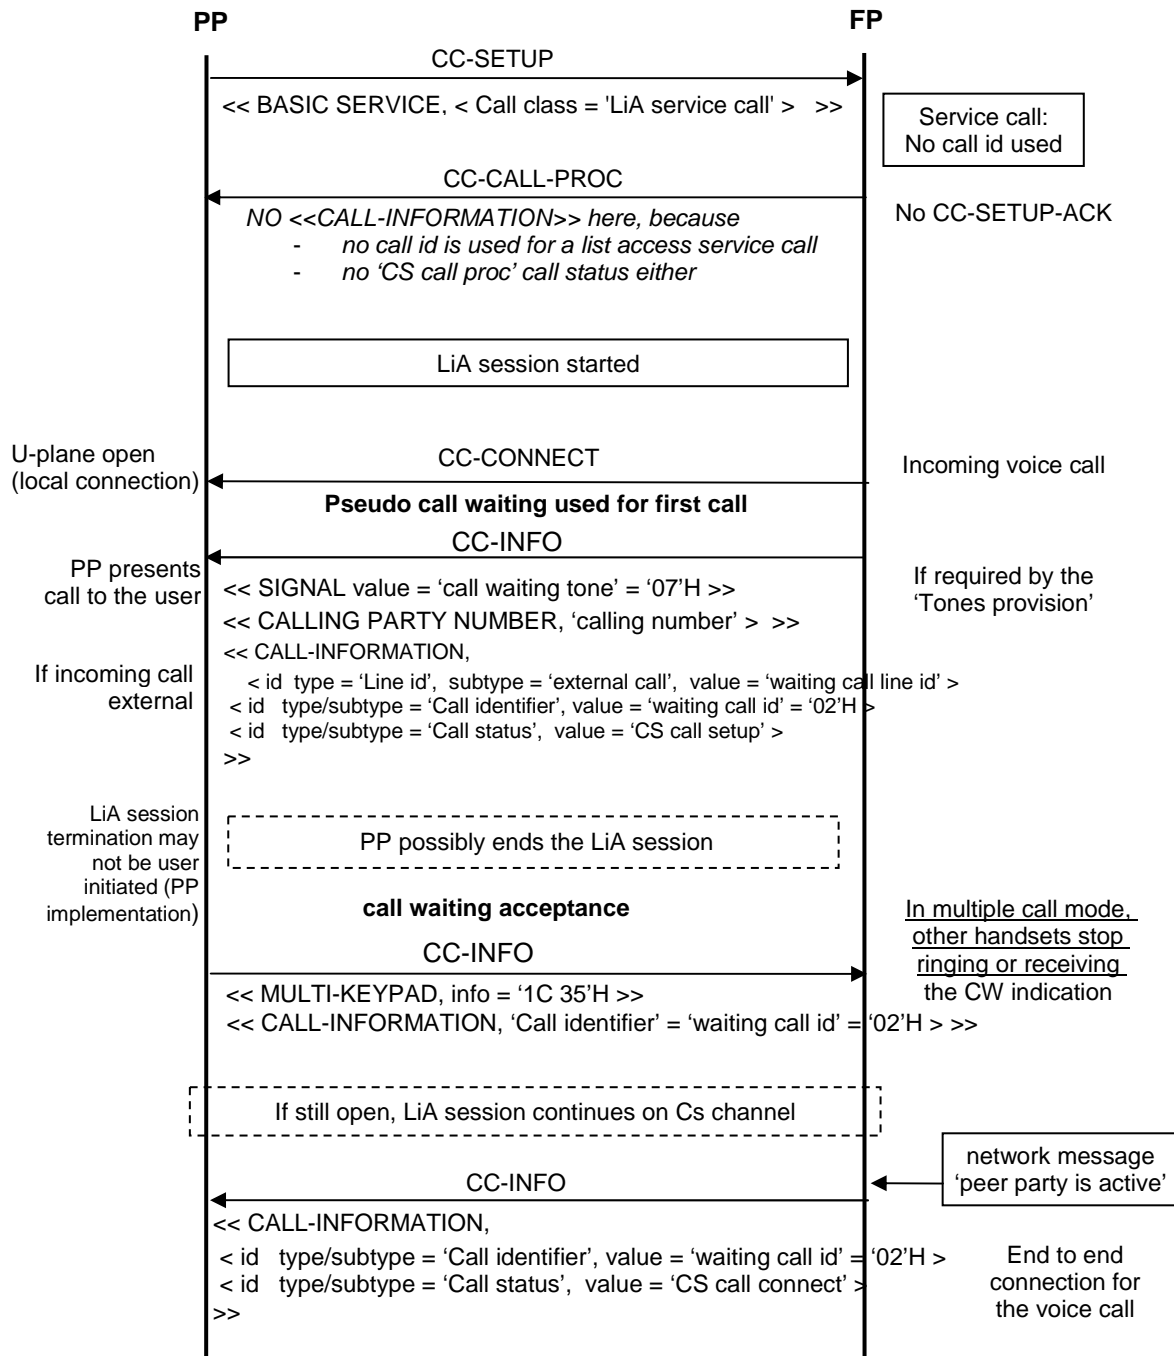 PP
FP
CC-SETUP
<< BASIC SERVICE, < Call class = 'LiA service call' > >>
Service call:
No call id used
CC-CALL-PROC
No CC-SETUP-ACK
NO <<CALL-INFORMATION>> here, because
- no call id is used for a list access service call
- no ‘CS call proc’ call status either
LiA session started
U-plane open
(local connection)
CC-CONNECT
Incoming voice call
Pseudo call waiting used for first call
CC-INFO
PP presents
call to the user
<< SIGNAL value = ‘call waiting tone’ = ‘07’H >>
<< CALLING PARTY NUMBER, ‘calling number’ > >>
If required by the
‘Tones provision’
If incoming call
external
<< CALL-INFORMATION,
< id type = ‘Line id’, subtype = ‘external call’, value = ‘waiting call line id’ >
< id type/subtype = ‘Call identifier’, value = ‘waiting call id’ = ‘02’H >
< id type/subtype = ‘Call status’, value = ‘CS call setup’ >
>>
LiA session
termination may
not be user
initiated (PP
implementation)
PP possibly ends the LiA session
call waiting acceptance
In multiple call mode,
other handsets stop
ringing or receiving
the CW indication
CC-INFO
<< MULTI-KEYPAD, info = ‘1C 35’H >>
<< CALL-INFORMATION, ‘Call identifier’ = ‘waiting call id’ = ‘02’H > >>
If still open, LiA session continues on Cs channel
network message
‘peer party is active’
CC-INFO
<< CALL-INFORMATION,
< id type/subtype = ‘Call identifier’, value = ‘waiting call id’ = ‘02’H >
< id type/subtype = ‘Call status’, value = ‘CS call connect’ >
>>
End to end
connection for
the voice call